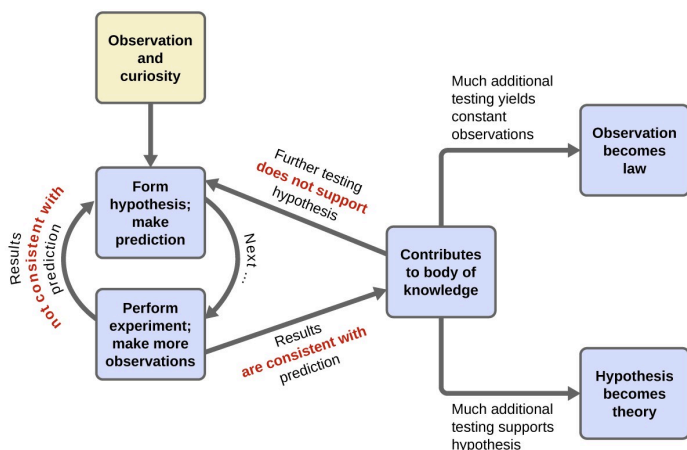 Observation
and
curiosity
Form
hypothesis;
make
prediction
Results
not consistent with
prediction
Next ...
Perform
experiment;
make more
observations
Further testing
does not support
hypothesis
Results
are consistent with
prediction
Contributes
to body of
knowledge
Much additional
testing yields
constant
observations
Observation
becomes
law
Much additional
testing supports
hypothesis
Hypothesis
becomes
theory